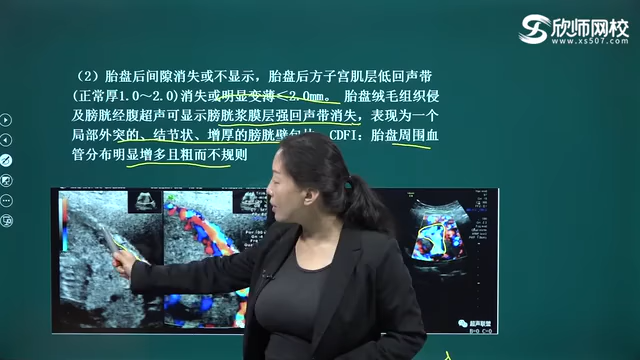 欣师网校
www.xs507.com
(2)胎盘后间隙消失或不显示,胎盘后方子宫肌层低回声带
(正常厚1.0~2.0)消失或明显变薄<2.0mm。胎盘绒毛组织侵
及膀胱经腹超声可显示膀胱浆膜层强回声带消失,表现为一个
局部外突的、结节状、增厚的膀胱壁包块。CDFI:胎盘周围血
管分布明显增多且粗而不规则
超声联盟